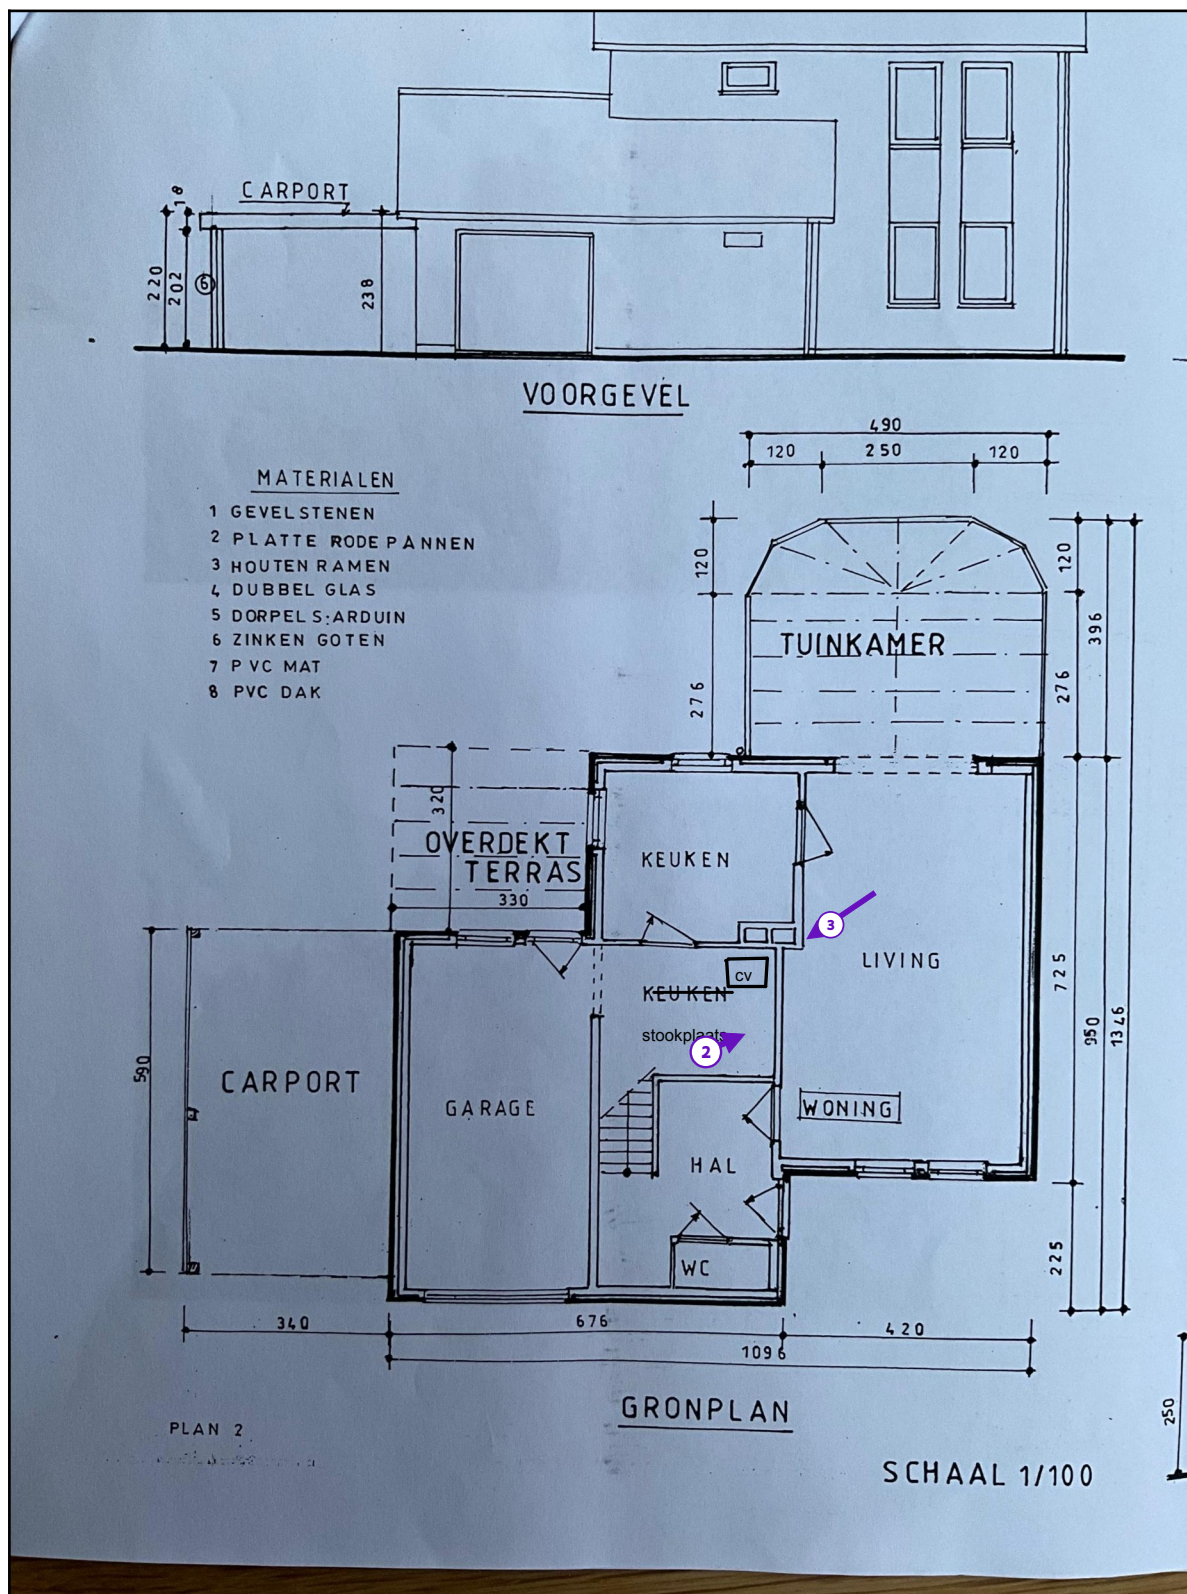 CARPORT
18
220
202
6
238
VOORGEVEL
490
120 250 120
MATERIALEN
1 GEVELSTENEN
2 PLATTE RODE PANNEN
3 HOUTEN RAMEN
4 DUBBEL GLAS
5 DORPELS:ARDUIN
6 ZINKEN GOTEN
7 PVC MAT
8 PVC DAK
120
120
TUINKAMER
396
276
276
320
OVERDEKT
TERRAS
330
KEUKEN
3
LIVING
cv
KEUKEN
stookplaats
2
725
950
1346
590
CARPORT
GARAGE
WONING
HAL
WC
225
340
676
420
1096
GRONPLAN
PLAN 2
250
SCHAAL 1/100